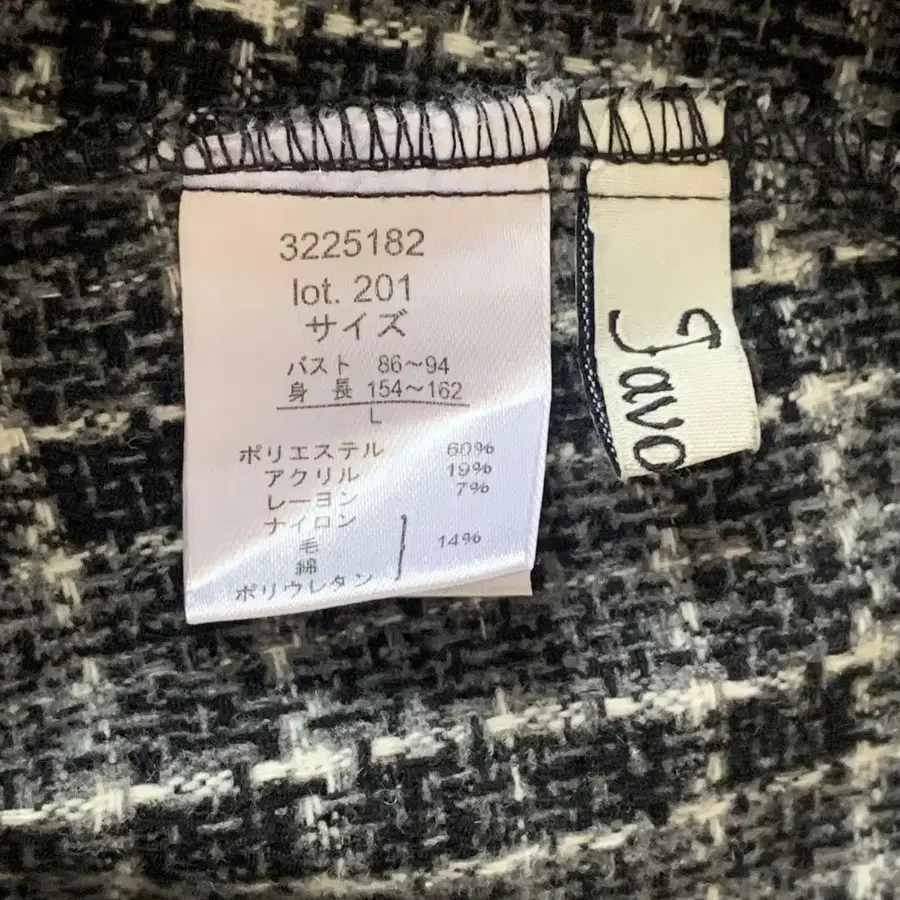 3225182
lot. 201
サイズ
バスト 86～94
身 長 154～162
L
ポリエステル 60%
アクリル 19%
レーヨン 7%
ナイロン
毛
綿
ポリウレタン
14%
Javo